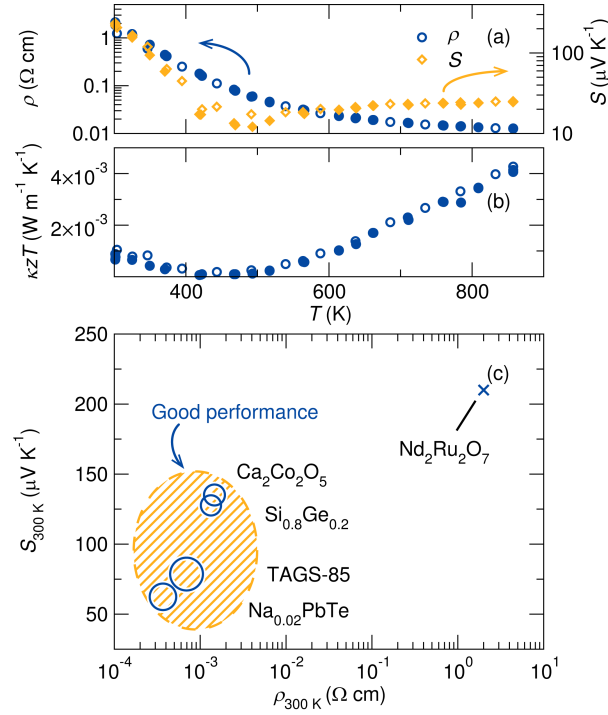 1
0.1
0.01
ρ (Ω cm)
ρ
S
(a)
100
10
S (μV K⁻¹)
4×10⁻³
2×10⁻³
κzT (W m⁻¹ K⁻¹)
(b)
400 600 800
T (K)
250
200
150
100
50
S₃₀₀ K (μV K⁻¹)
(c)
Good performance
Nd₂Ru₂O₇
Ca₂Co₂O₅
Si₀.₈Ge₀.₂
TAGS-85
Na₀.₀₂PbTe
10⁻⁴ 10⁻³ 10⁻² 10⁻¹ 10⁰ 10¹
ρ₃₀₀ K (Ω cm)